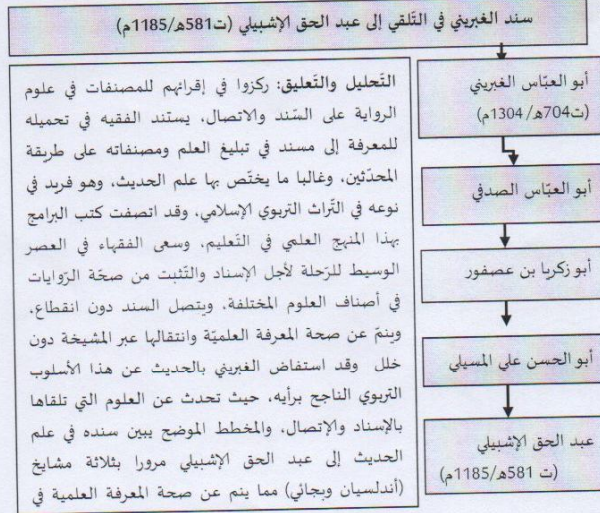 سند الغبريني في التّلقي إلى عبد الحق الإشبيلي (ت581ه/1185م)
أبو العبّاس الغبريني
(ت704ه/1304م)
أبو العبّاس الصدفي
أبو زكريا بن عصفور
أبو الحسن علي المسيلي
عبد الحق الإشبيلي
(ت 581ه/1185م)
التّحليل والتّعليق: ركزوا في إقرائهم للمصنفات في علوم
الرواية على السّند والاتصال، يستند الفقيه في تحميله
للمعرفة إلى مسند في تبليغ العلم ومصنفاته على طريقة
المحدّثين، وغالبا ما يختّص بها علم الحديث، وهو فريد في
نوعه في التّراث التربوي الإسلامي، وقد اتصفت كتب البرامج
بهذا المنهج العلمي في التّعليم، وسعى الفقهاء في العصر
الوسيط للرّحلة لأجل الإسناد والتّثبت من صحّة الرّوايات
في أصناف العلوم المختلفة، ويتصل السند دون انقطاع،
وينمّ عن صحة المعرفة العلميّة وانتقالها عبر المشيخة دون
خلل وقد استفاض الغبريني بالحديث عن هذا الأسلوب
التربوي الناجح برأيه، حيث تحدث عن العلوم التي تلقاها
بالإسناد والإتصال، والمخطط الموضح يبين سنده في علم
الحديث إلى عبد الحق الإشبيلي مرورا بثلاثة مشايخ
(أندلسيان وبجائي) مما ينم عن صحة المعرفة العلمية في